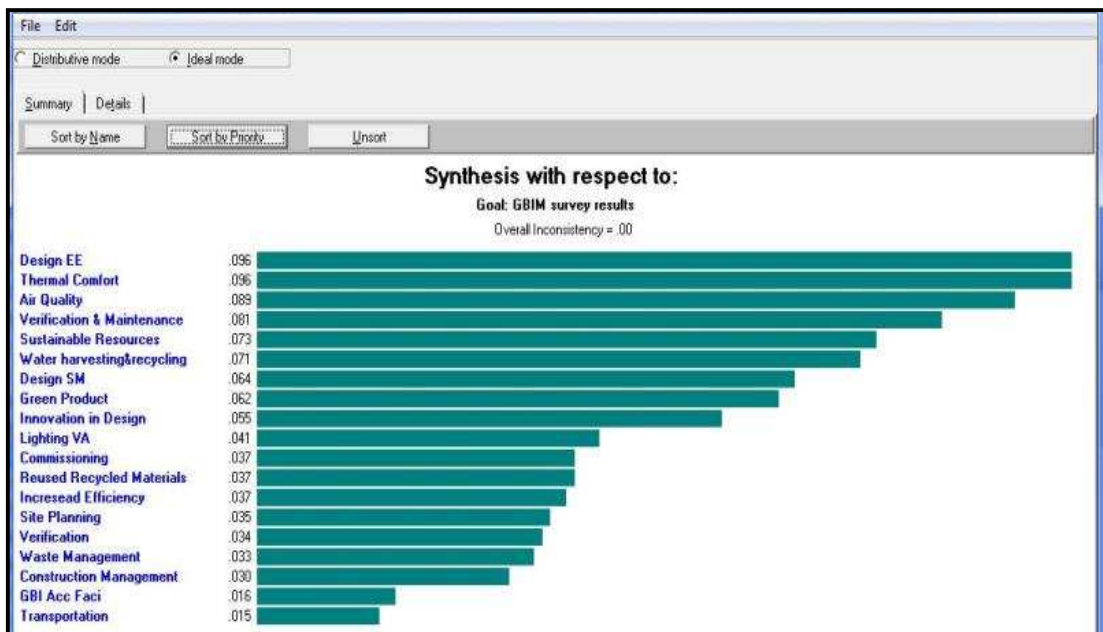 File Edit
Distributive mode Ideal mode
Summary Details
Sort by Name Sort by Priority Unsort
Synthesis with respect to:
Goal: GBIM survey results
Overall Inconsistency = .00
Design EE .096
Thermal Comfort .096
Air Quality .089
Verification & Maintenance .081
Sustainable Resources .073
Water harvesting&recycling .071
Design SM .064
Green Product .062
Innovation in Design .055
Lighting VA .041
Commissioning .037
Reused Recycled Materials .037
Incresead Efficiency .037
Site Planning .035
Verification .034
Waste Management .033
Construction Management .030
GBI Acc Faci .016
Transportation .015